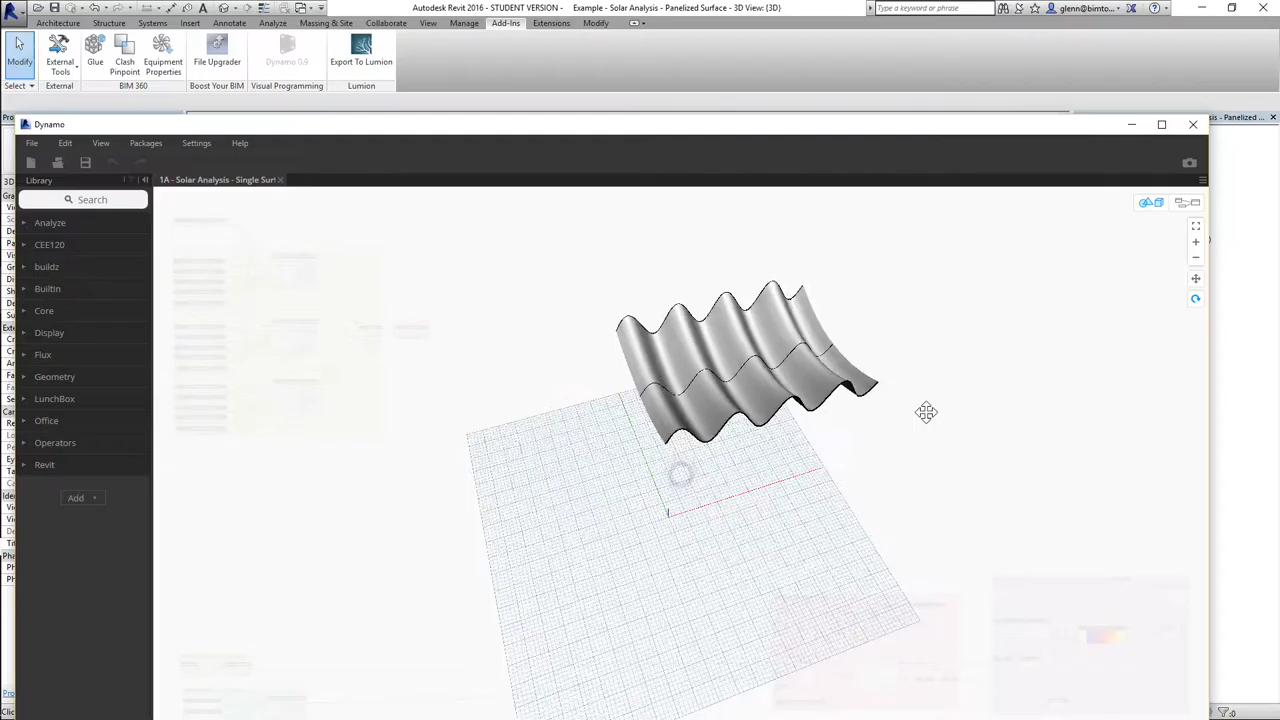 Autodesk Revit 2016 - STUDENT VERSION - Example - Solar Analysis - Panelized Surface - 3D View: {3D}
Type a keyword or phrase
glenn@bimto...
Architecture Structure Systems Insert Annotate Analyze Massing & Site Collaborate View Manage Add-Ins Extensions Modify
Modify
External Tools
Glue
Clash Pinpoint
Equipment Properties
File Upgrader
Dynamo 0.9
Export To Lumion
Select External BIM 360 Boost Your BIM Visual Programming Lumion
sis - Panelized ...
Dynamo
File Edit View Packages Settings Help
Library
1A - Solar Analysis - Single Surf
Search
Analyze
CEE120
buildz
BuiltIn
Core
Display
Flux
Geometry
LunchBox
Office
Operators
Revit
Add
:0